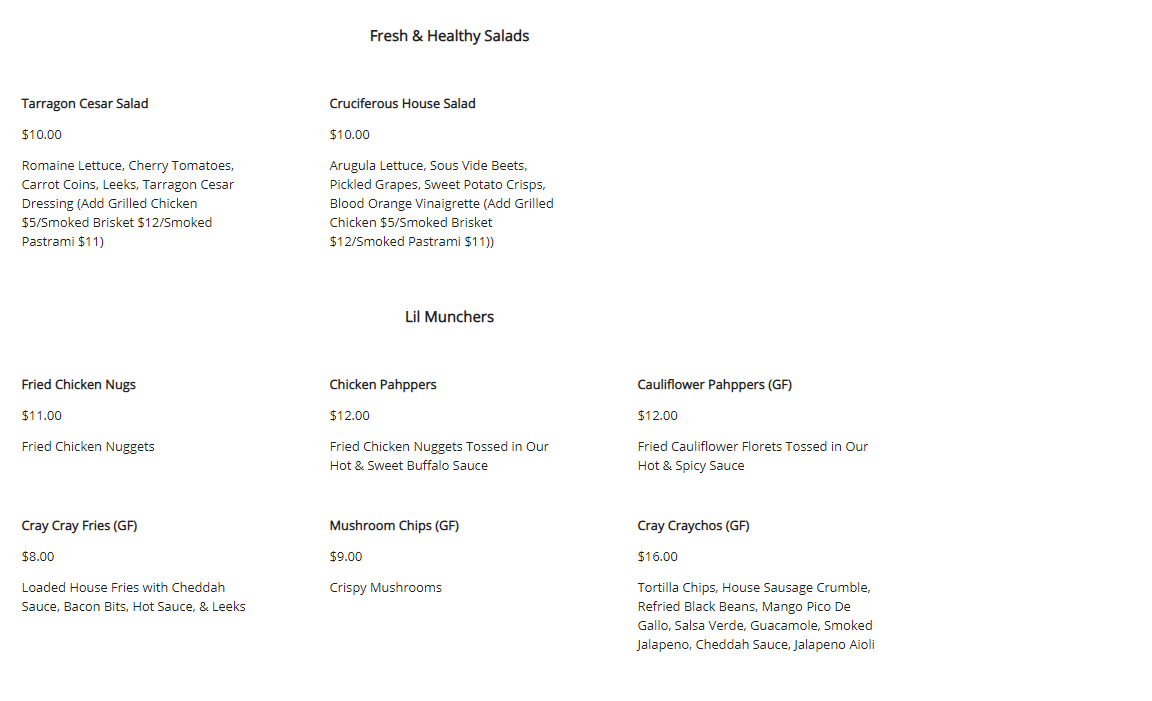 Fresh & Healthy Salads
Tarragon Cesar Salad
$10.00
Romaine Lettuce, Cherry Tomatoes,
Carrot Coins, Leeks, Tarragon Cesar
Dressing (Add Grilled Chicken
$5/Smoked Brisket $12/Smoked
Pastrami $11)
Cruciferous House Salad
$10.00
Arugula Lettuce, Sous Vide Beets,
Pickled Grapes, Sweet Potato Crisps,
Blood Orange Vinaigrette (Add Grilled
Chicken $5/Smoked Brisket
$12/Smoked Pastrami $11))
Lil Munchers
Fried Chicken Nugs
$11.00
Fried Chicken Nuggets
Chicken Pahppers
$12.00
Fried Chicken Nuggets Tossed in Our
Hot & Sweet Buffalo Sauce
Cauliflower Pahppers (GF)
$12.00
Fried Cauliflower Florets Tossed in Our
Hot & Spicy Sauce
Cray Cray Fries (GF)
$8.00
Loaded House Fries with Cheddah
Sauce, Bacon Bits, Hot Sauce, & Leeks
Mushroom Chips (GF)
$9.00
Crispy Mushrooms
Cray Craychos (GF)
$16.00
Tortilla Chips, House Sausage Crumble,
Refried Black Beans, Mango Pico De
Gallo, Salsa Verde, Guacamole, Smoked
Jalapeno, Cheddah Sauce, Jalapeno Aioli